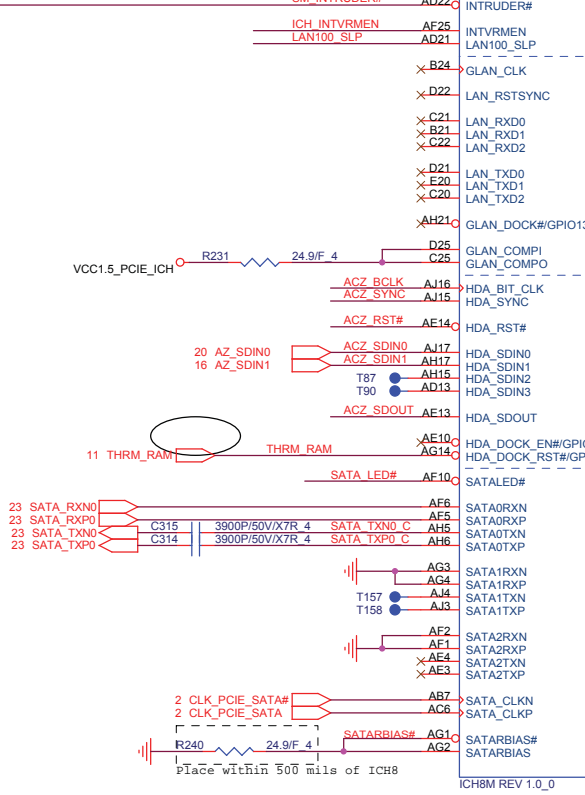 SM_INTRUDER# AD22 INTRUDER#
ICH_INTVRMEN AF25 INTVRMEN
LAN100_SLP AD21 LAN100_SLP
B24 GLAN_CLK
D22 LAN_RSTSYNC
C21 LAN_RXD0
B21 LAN_RXD1
C22 LAN_RXD2
D21 LAN_TXD0
E20 LAN_TXD1
C20 LAN_TXD2
AH21 GLAN_DOCK#/GPIO13
D25 GLAN_COMPI
VCC1.5_PCIE_ICH R231 24.9/F_4 C25 GLAN_COMPO
ACZ_BCLK AJ16 HDA_BIT_CLK
ACZ_SYNC AJ15 HDA_SYNC
ACZ_RST# AE14 HDA_RST#
20 AZ_SDIN0 ACZ_SDIN0 AJ17 HDA_SDIN0
16 AZ_SDIN1 ACZ_SDIN1 AH17 HDA_SDIN1
T87 AH15 HDA_SDIN2
T90 AD13 HDA_SDIN3
ACZ_SDOUT AE13 HDA_SDOUT
AE10 HDA_DOCK_EN#/GPIO
11 THRM_RAM THRM_RAM AG14 HDA_DOCK_RST#/GP
SATA_LED# AF10 SATALED#
23 SATA_RXN0 AF6 SATA0RXN
23 SATA_RXP0 AF5 SATA0RXP
23 SATA_TXN0 C315 3900P/50V/X7R_4 SATA_TXN0_C AH5 SATA0TXN
23 SATA_TXP0 C314 3900P/50V/X7R_4 SATA_TXP0_C AH6 SATA0TXP
AG3 SATA1RXN
AG4 SATA1RXP
T157 AJ4 SATA1TXN
T158 AJ3 SATA1TXP
AF2 SATA2RXN
AF1 SATA2RXP
AE4 SATA2TXN
AE3 SATA2TXP
2 CLK_PCIE_SATA# AB7 SATA_CLKN
2 CLK_PCIE_SATA AC6 SATA_CLKP
SATARBIAS# AG1 SATARBIAS#
R240 24.9/F_4 AG2 SATARBIAS
Place within 500 mils of ICH8
ICH8M REV 1.0_0